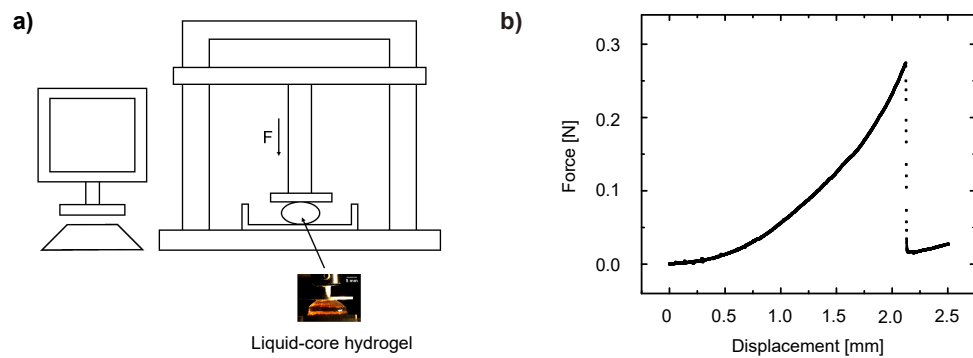 a)
F
Liquid-core hydrogel
b)
Force [N]
0.3
0.2
0.1
0.0
0 0.5 1.0 1.5 2.0 2.5
Displacement [mm]